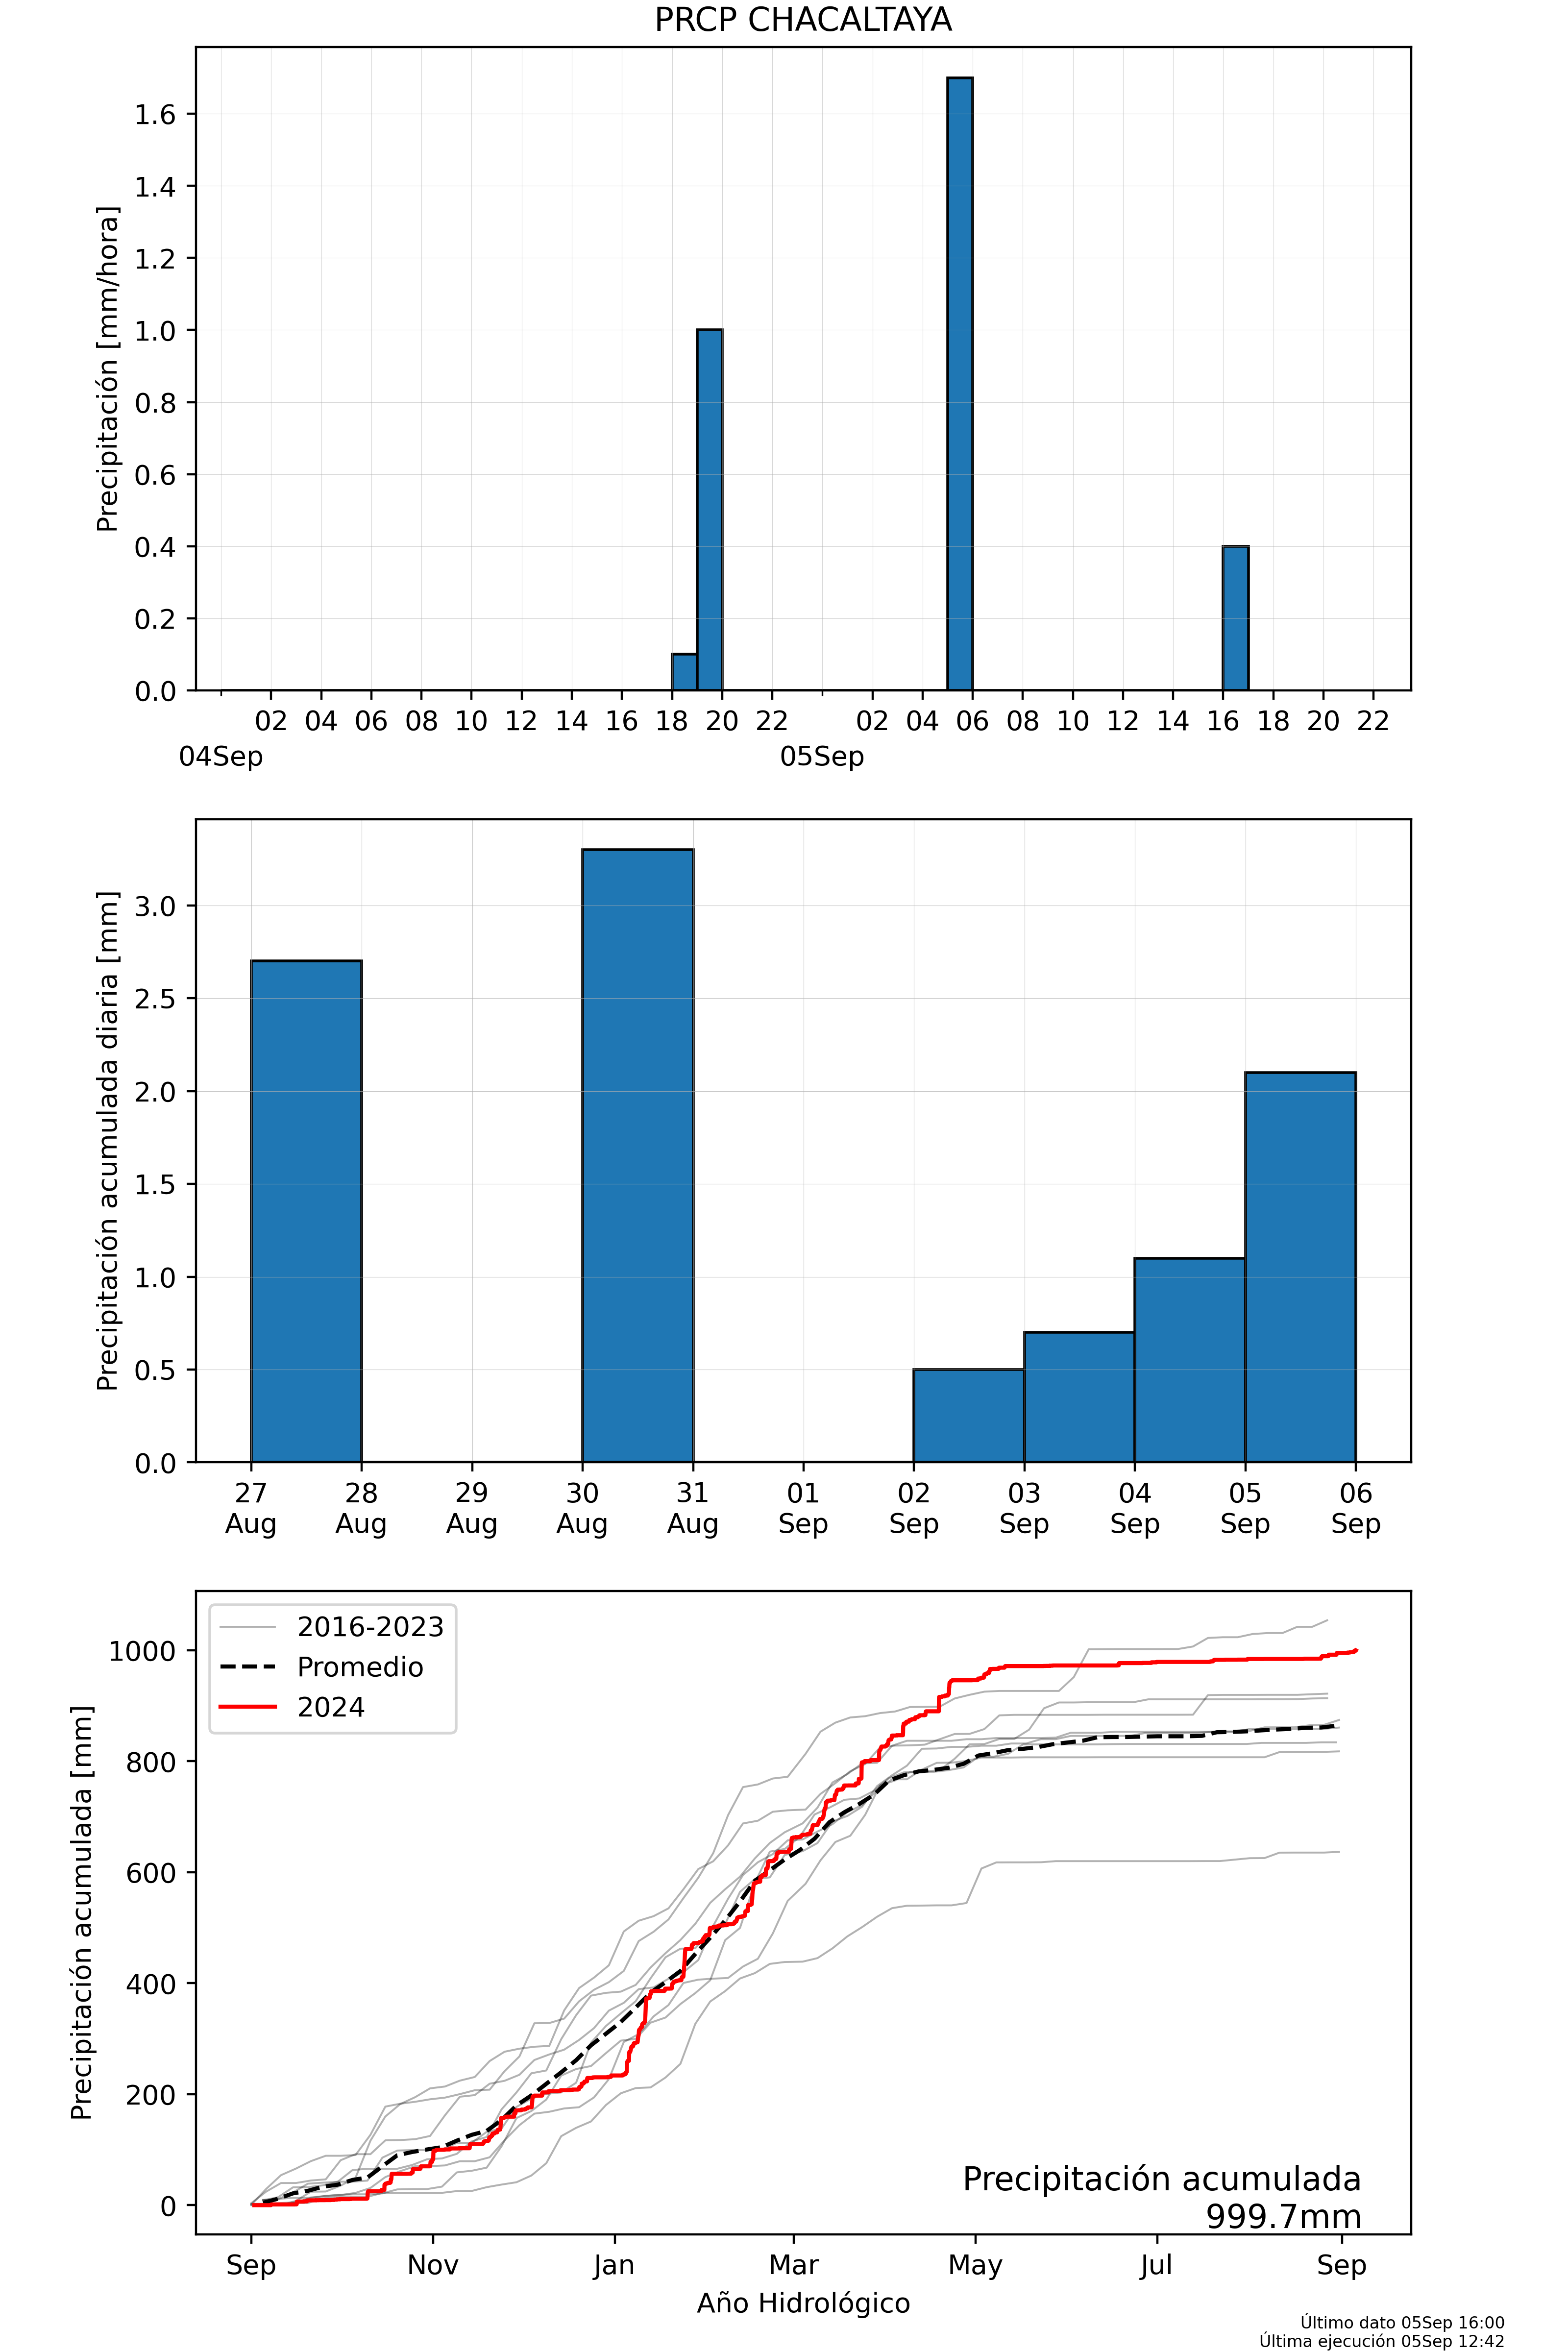 PRCP CHACALTAYA
Precipitación [mm/hora]
1.6
1.4
1.2
1.0
0.8
0.6
0.4
0.2
0.0
02 04 06 08 10 12 14 16 18 20 22 02 04 06 08 10 12 14 16 18 20 22
04Sep 05Sep
Precipitación acumulada diaria [mm]
3.0
2.5
2.0
1.5
1.0
0.5
0.0
27 28 29 30 31 01 02 03 04 05 06
Aug Aug Aug Aug Aug Sep Sep Sep Sep Sep Sep
Precipitación acumulada [mm]
1000
800
600
400
200
0
2016-2023
Promedio
2024
Precipitación acumulada
999.7mm
Sep Nov Jan Mar May Jul Sep
Año Hidrológico
Último dato 05Sep 16:00
Última ejecución 05Sep 12:42